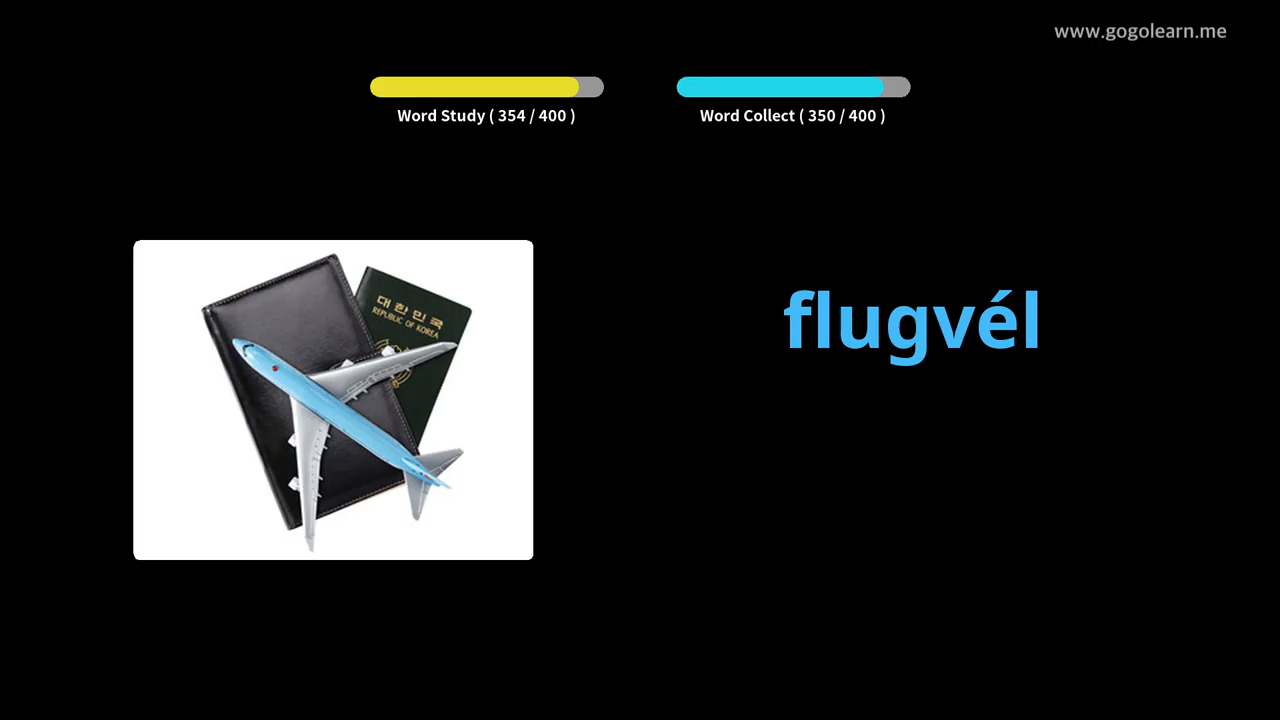 www.gogolearn.me
Word Study ( 354 / 400 )
Word Collect ( 350 / 400 )
대한민국
REPUBLIC OF KOREA
flugvél